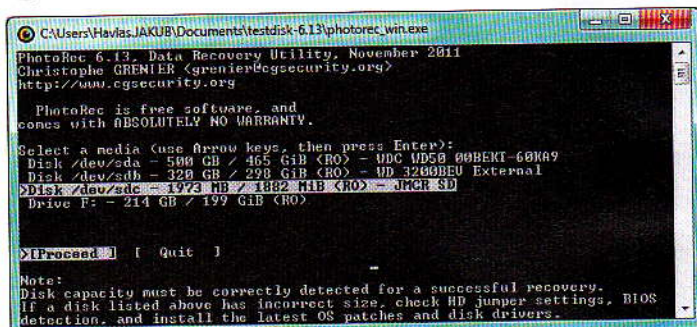 C:\Users\Havlas.JAKUB\Documents\testdisk-6.13\photorec_win.exe
PhotoRec 6.13, Data Recovery Utility, November 2011
Christophe GRENIER <grenier@cgsecurity.org>
http://www.cgsecurity.org
PhotoRec is free software, and
comes with ABSOLUTELY NO WARRANTY.
Select a media (use Arrow keys, then press Enter):
Disk /dev/sda - 500 GB / 465 GiB (RO) - WDC WD50 00BEKT-60KA9
Disk /dev/sdb - 320 GB / 298 GiB (RO) - WD 3200BEV External
>Disk /dev/sdc - 1973 MB / 1882 MiB (RO) - JMCR SD
Drive F: - 214 GB / 199 GiB (RO)
>[Proceed ] [ Quit ]
Note:
Disk capacity must be correctly detected for a successful recovery.
If a disk listed above has incorrect size, check HD jumper settings, BIOS
detection, and install the latest OS patches and disk drivers.